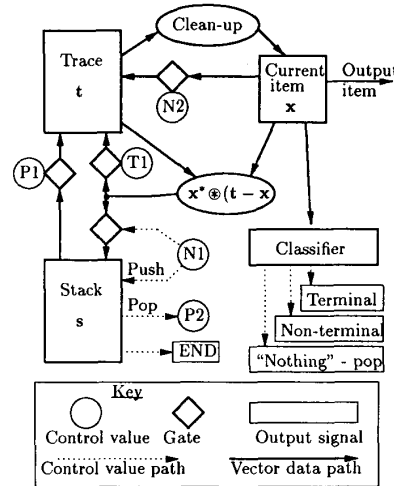 Clean-up
Trace
t
Current
item
x
Output
item
N2
P1
T1
x* ⊛ (t − x
N1
Push
Stack
s
Pop
P2
END
Classifier
Terminal
Non-terminal
"Nothing" - pop
Key
Control value
Gate
Output signal
Control value path
Vector data path